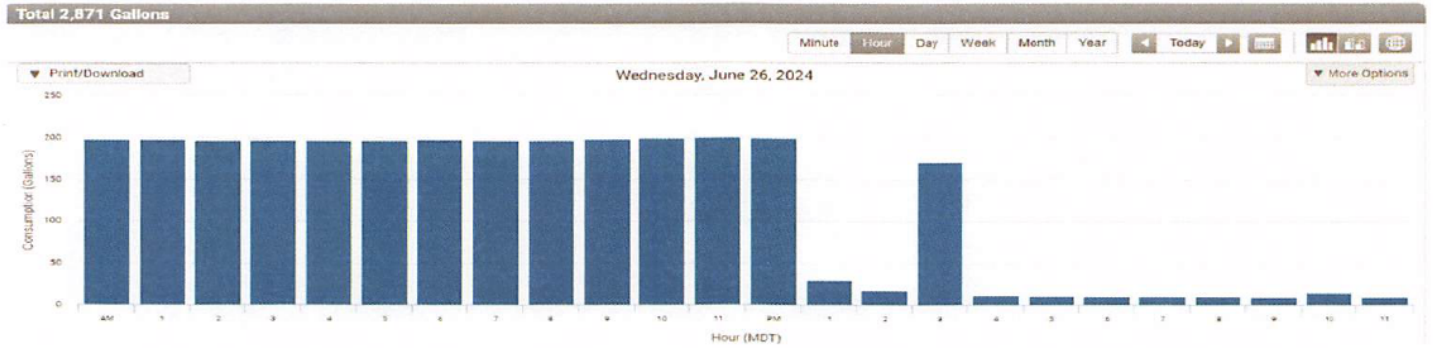 Total 2,871 Gallons
Minute Hour Day Week Month Year Today
Print/Download
Wednesday, June 26, 2024
More Options
250
200
150
100
50
0
Consumption (Gallons)
AM 1 2 3 4 5 6 7 8 9 10 11 PM 1 2 3 4 5 6 7 8 9 10 11
Hour (MDT)